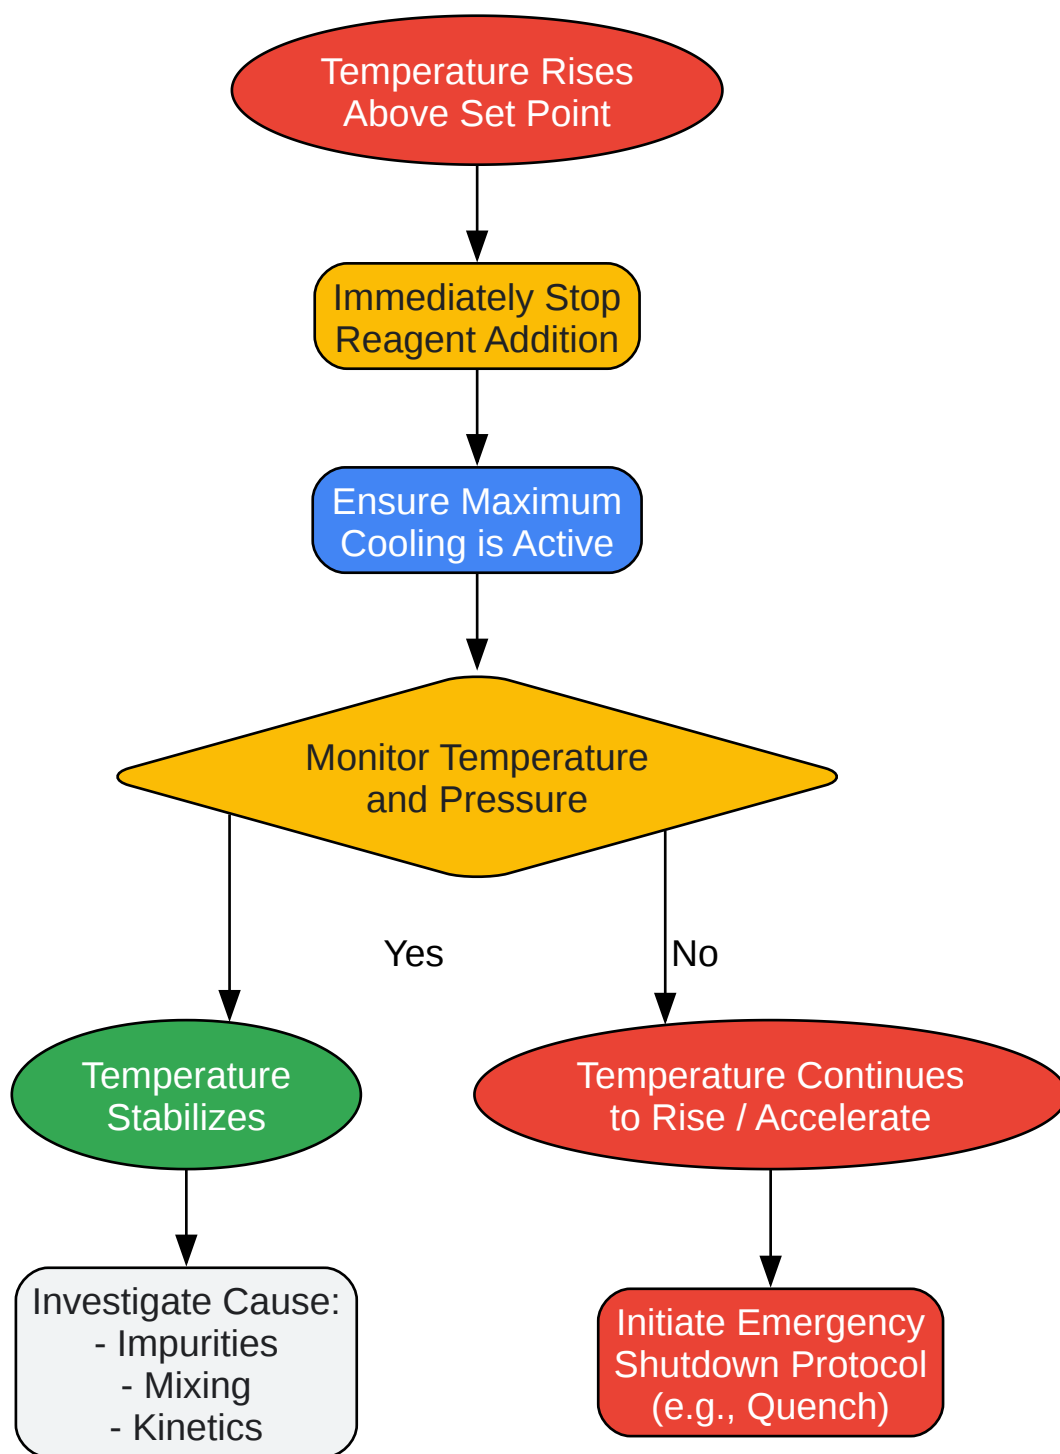 Temperature Rises
Above Set Point
Immediately Stop
Reagent Addition
Ensure Maximum
Cooling is Active
Monitor Temperature
and Pressure
Yes
No
Temperature
Stabilizes
Temperature Continues
to Rise / Accelerate
Investigate Cause:
- Impurities
- Mixing
- Kinetics
Initiate Emergency
Shutdown Protocol
(e.g., Quench)